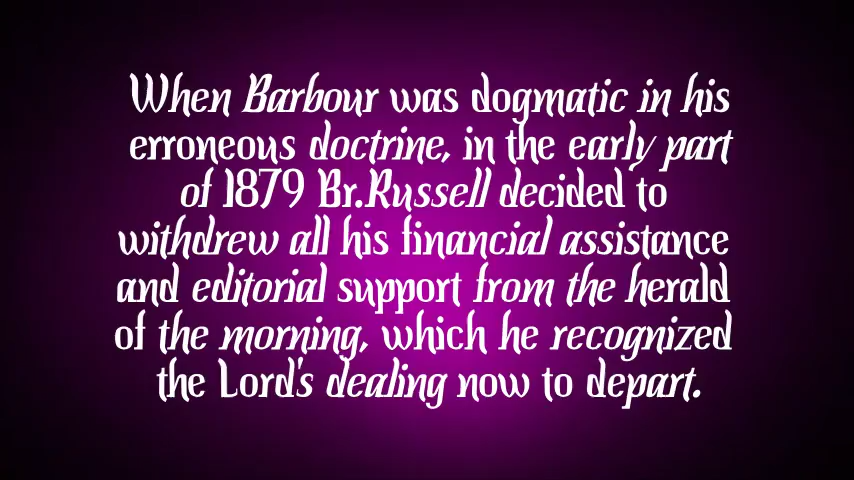 When Barbour was dogmatic in his
erroneous doctrine, in the early part
of 1879 Br.Russell decided to
withdrew all his financial assistance
and editorial support from the herald
of the morning, which he recognized
the Lord's dealing now to depart.